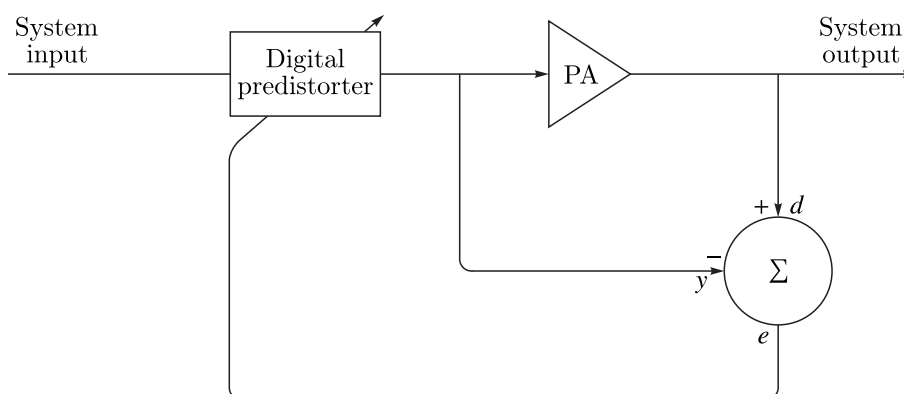 System
input
Digital
predistorter
PA
System
output
+ d
−
y
Σ
e